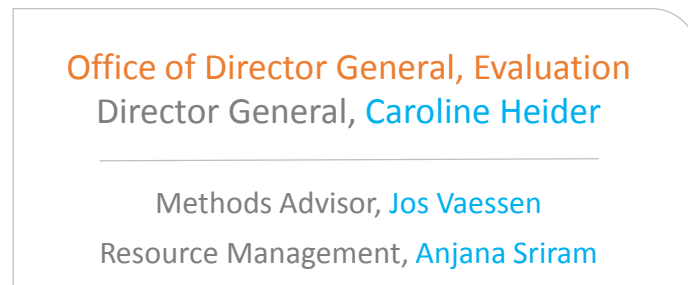 Office of Director General, Evaluation
Director General, Caroline Heider
Methods Advisor, Jos Vaessen
Resource Management, Anjana Sriram